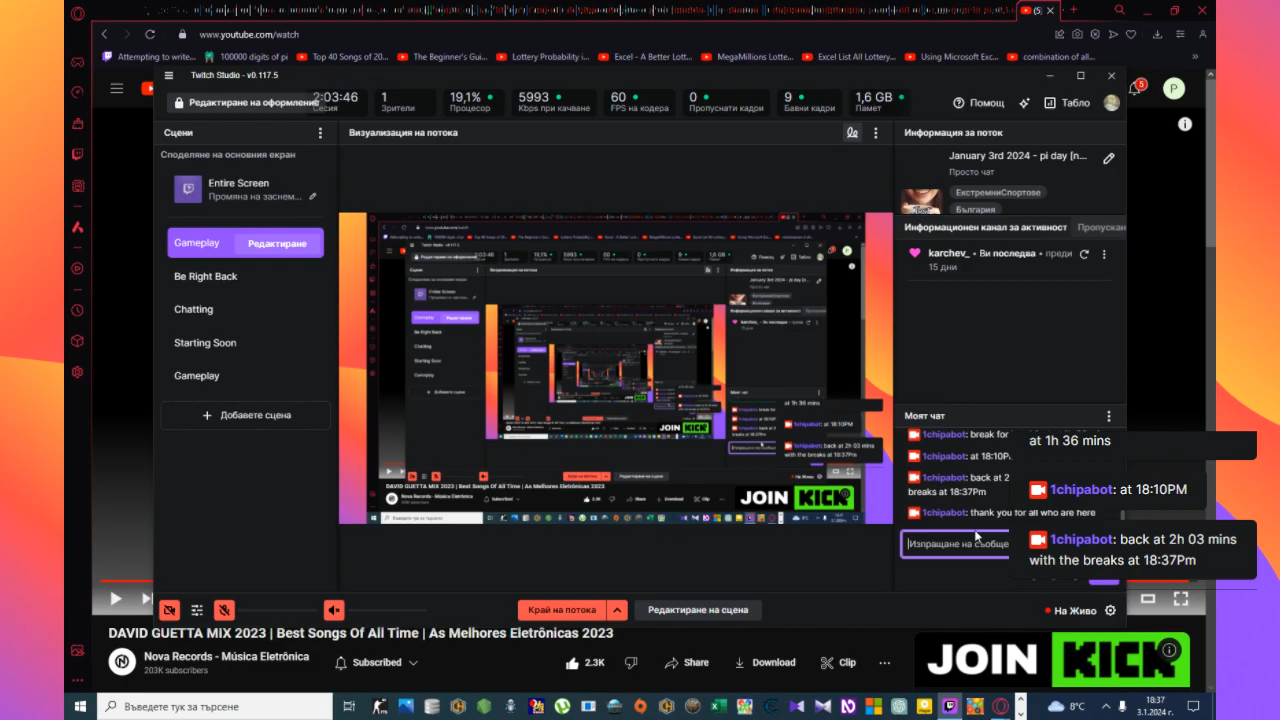 (5
www.youtube.com/watch
Attempting to write...
100000 digits of pi
Top 40 Songs of 20...
The Beginner's Gui...
Lottery Probability i...
Excel - A Better Lott...
MegaMillions Lotte...
Excel List All Lottery...
Using Microsoft Exc...
combination of all...
»
Twitch Studio - v0.117.5
5
P
Редактиране на оформление
2:03:46
Сесия
1
Зрители
19,1%
Процесор
5993
Kbps при качване
60
FPS на кодера
0
Пропуснати кадри
9
Бавни кадри
1,6 GB
Памет
Помощ
Табло
Сцени
Визуализация на потока
Информация за поток
Споделяне на основния екран
Entire Screen
Промяна на заснем...
January 3rd 2024 - pi day [n...
Просто чат
ЕкстремниСпортове
България
Gameplay
Редактиране
Be Right Back
Chatting
Starting Soon
Gameplay
Добавете сцена
Информационен канал за активност
Пропускан
karchev_ • Ви последва • преди
15 дни
Моят чат
1chipabot: break for
1chipabot: at 18:10P
1chipabot: back at 2
breaks at 18:37Pm
1chipabot: thank you for all who are here
Изпращане на съобще
at 1h 36 mins
1chipabot: at 18:10PM
1chipabot: back at 2h 03 mins
with the breaks at 18:37Pm
Край на потока
Редактиране на сцена
На Живо
DAVID GUETTA MIX 2023 | Best Songs Of All Time | As Melhores Eletrônicas 2023
Nova Records - Música Eletrônica
203K subscribers
Subscribed
2.3K
Share
Download
Clip
JOIN KICK
Въведете тук за търсене
8°C
18:37
3.1.2024 г.